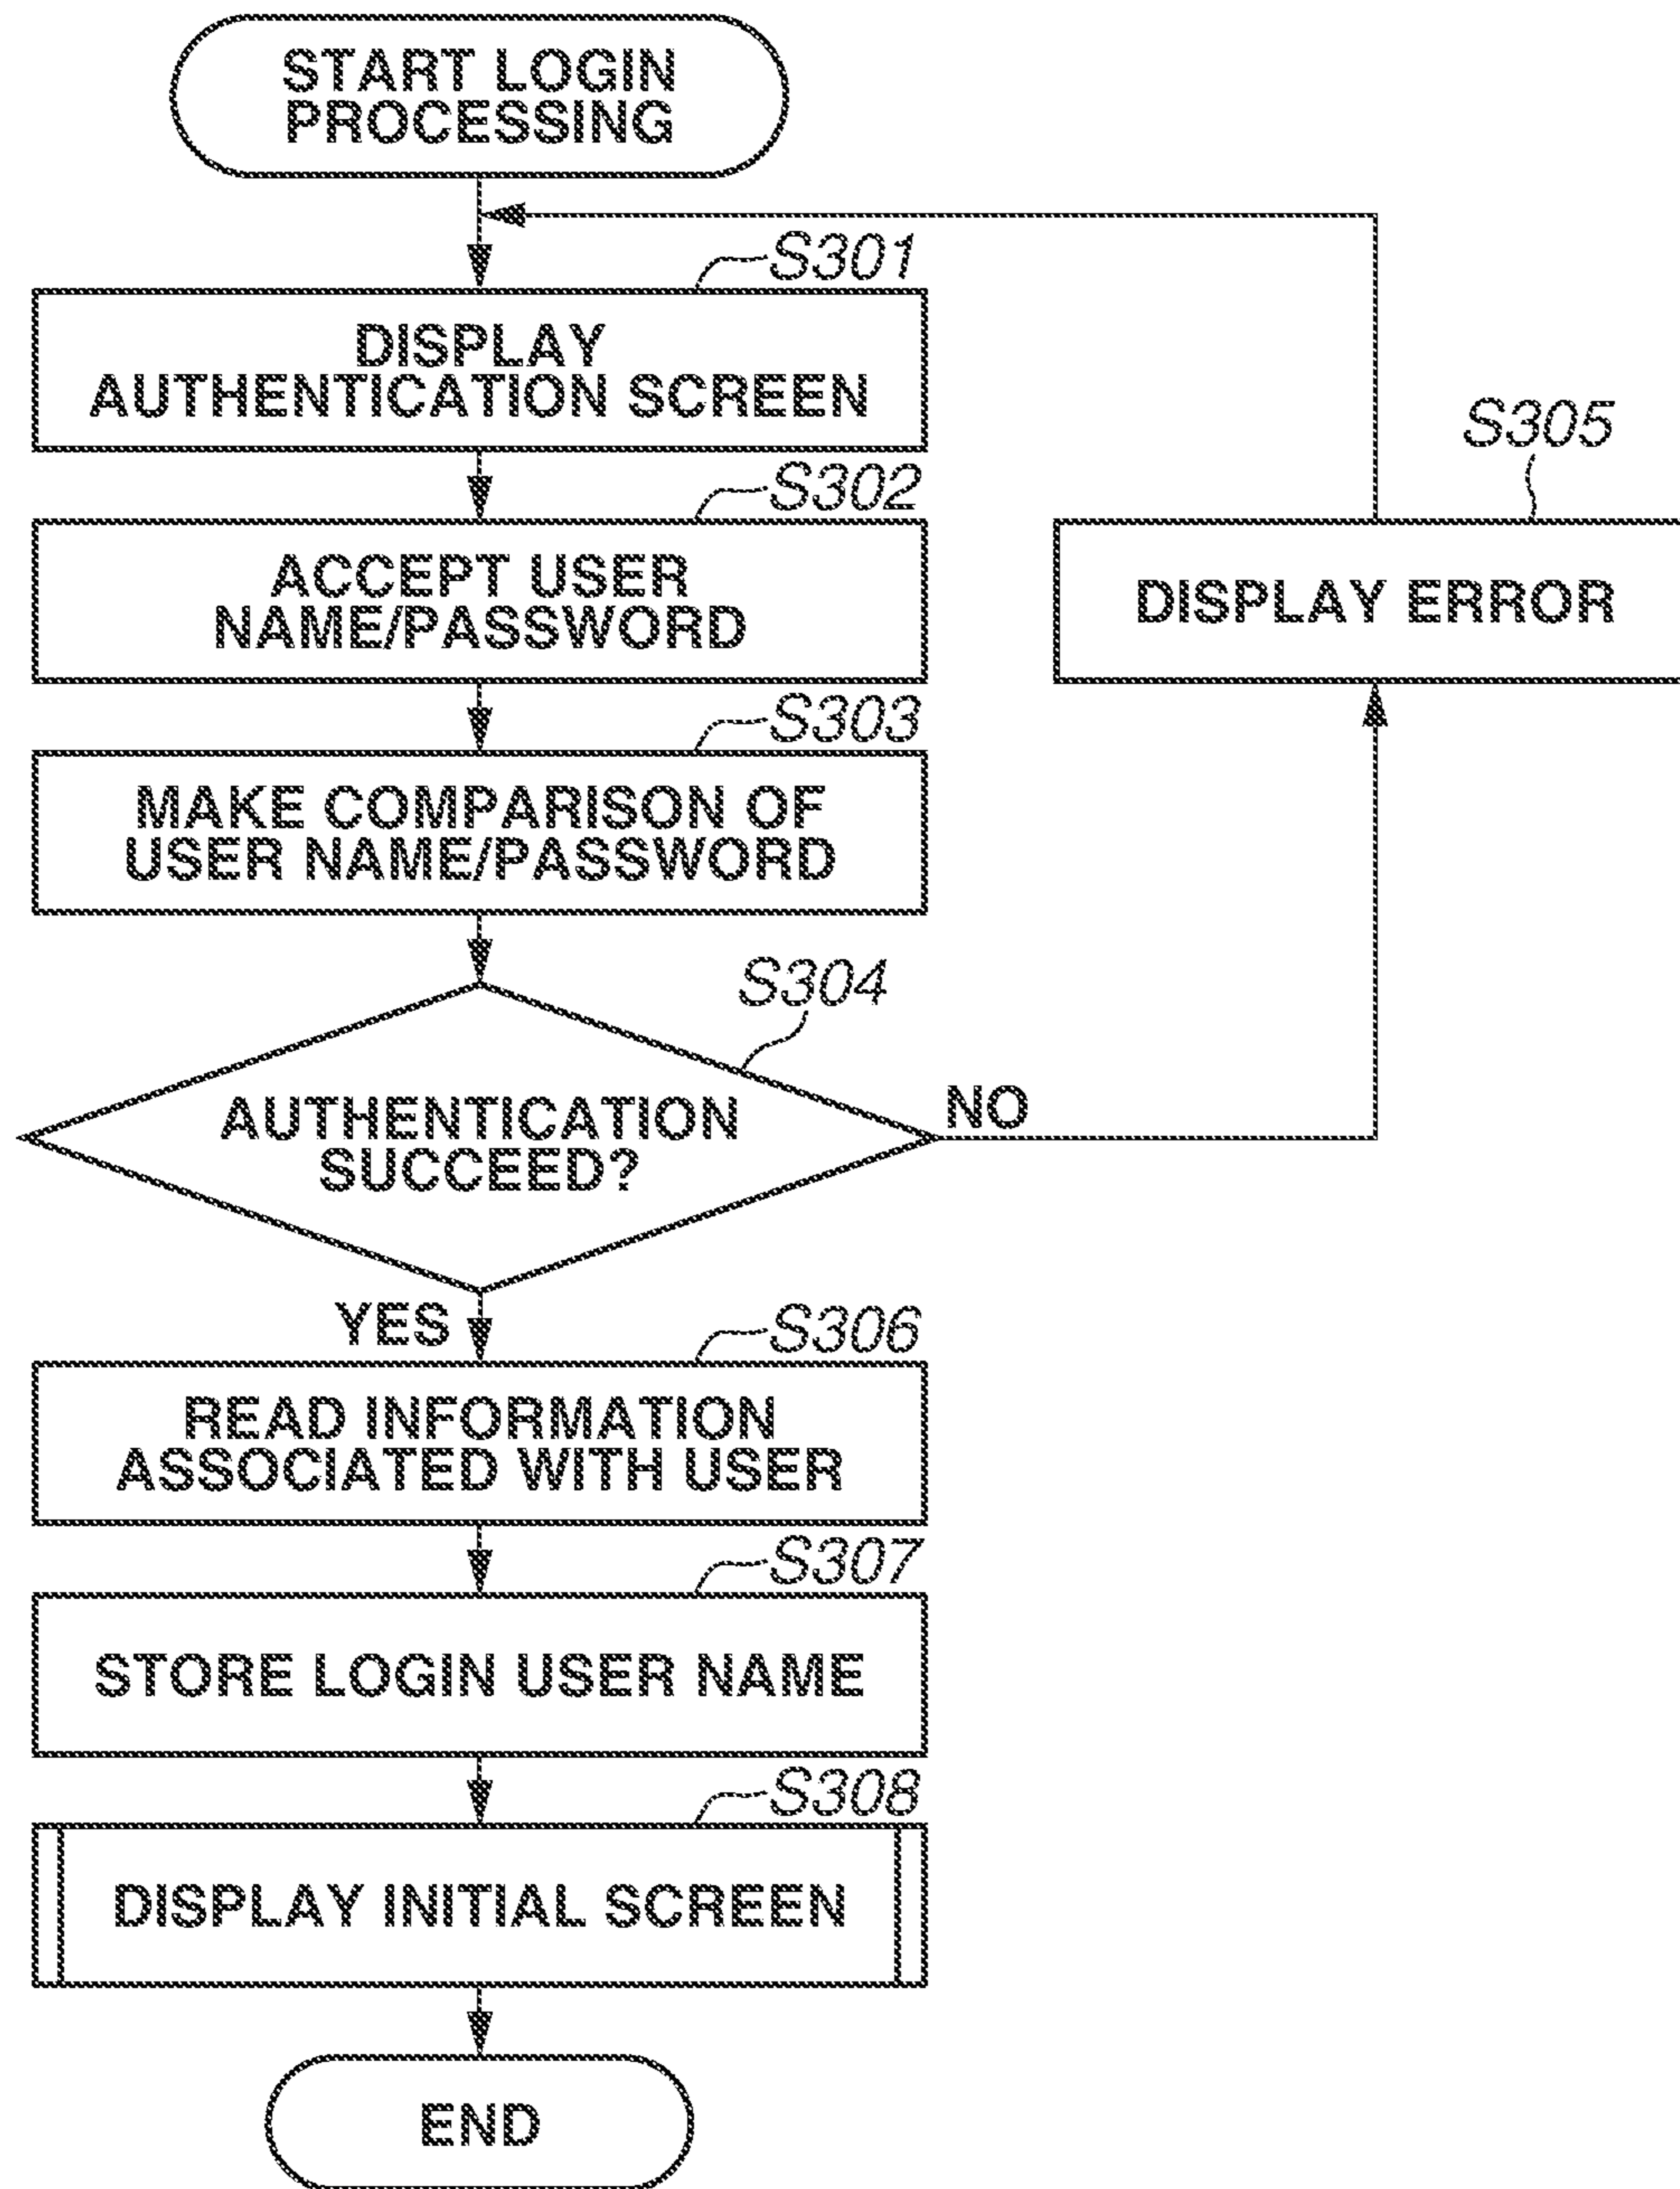 START LOGIN
PROCESSING
S301
DISPLAY
AUTHENTICATION SCREEN
S305
S302
ACCEPT USER
NAME/PASSWORD
DISPLAY ERROR
S303
MAKE COMPARISON OF
USER NAME/PASSWORD
S304
AUTHENTICATION
SUCCEED?
NO
YES
S306
READ INFORMATION
ASSOCIATED WITH USER
S307
STORE LOGIN USER NAME
S308
DISPLAY INITIAL SCREEN
END